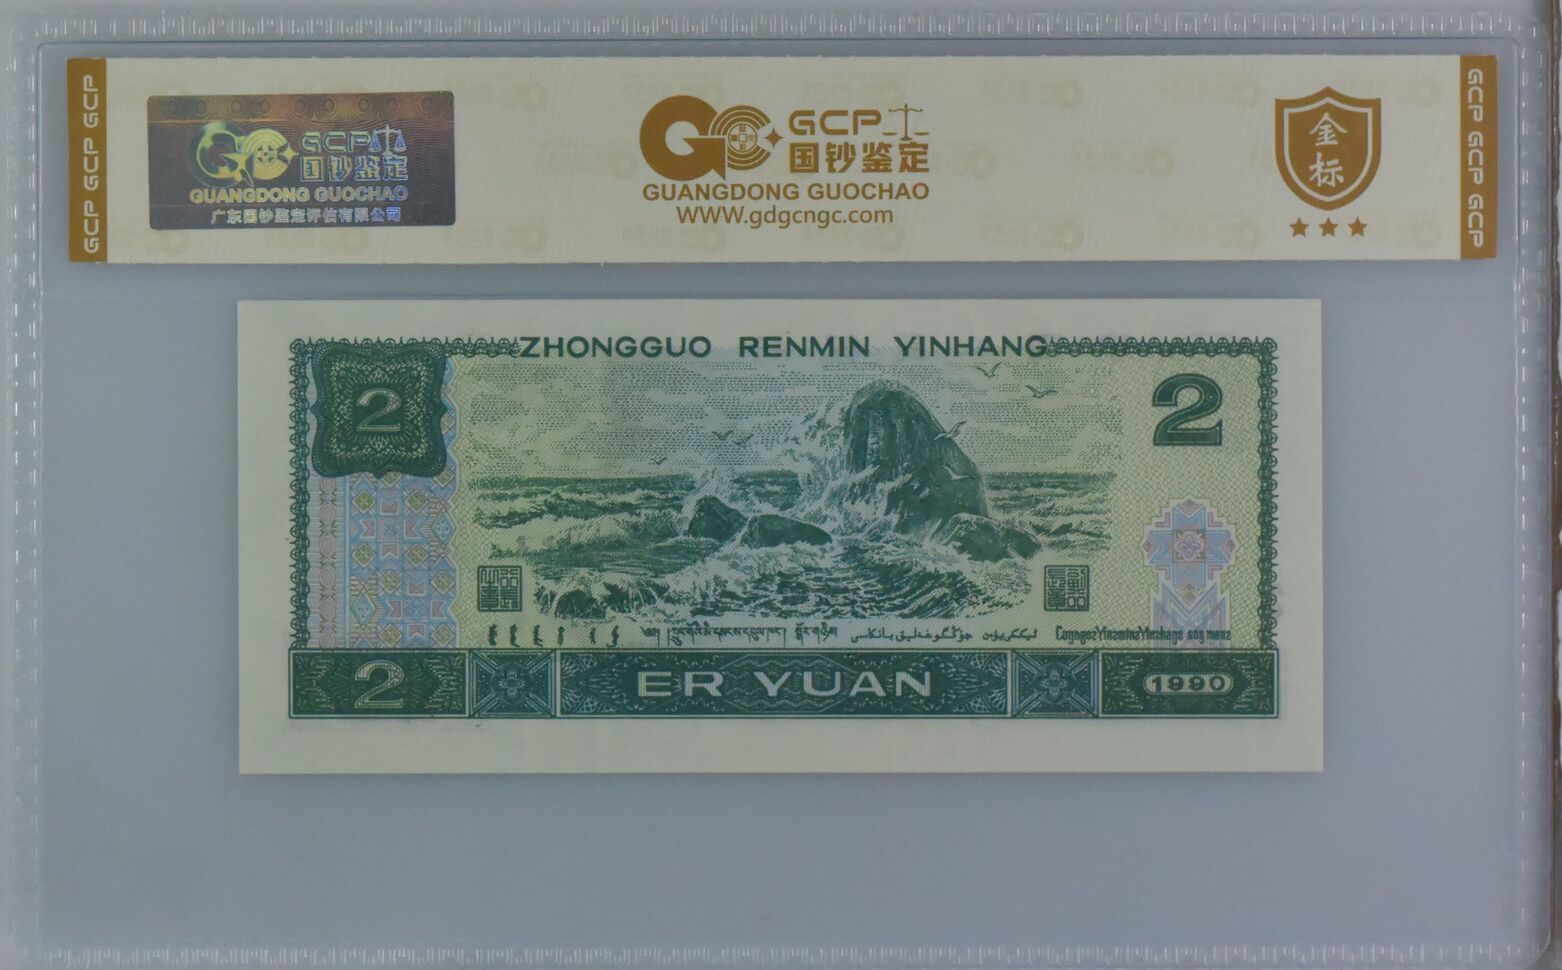 GCP GCP GCP
GCP
国钞鉴定
GUANGDONG GUOCHAO
广东国钞鉴定评估有限公司
GCP
国钞鉴定
GUANGDONG GUOCHAO
WWW.gdgcngc.com
金标
GCP GCP GCP
ZHONGGUO RENMIN YINHANG
2
2
2
ER YUAN
1990